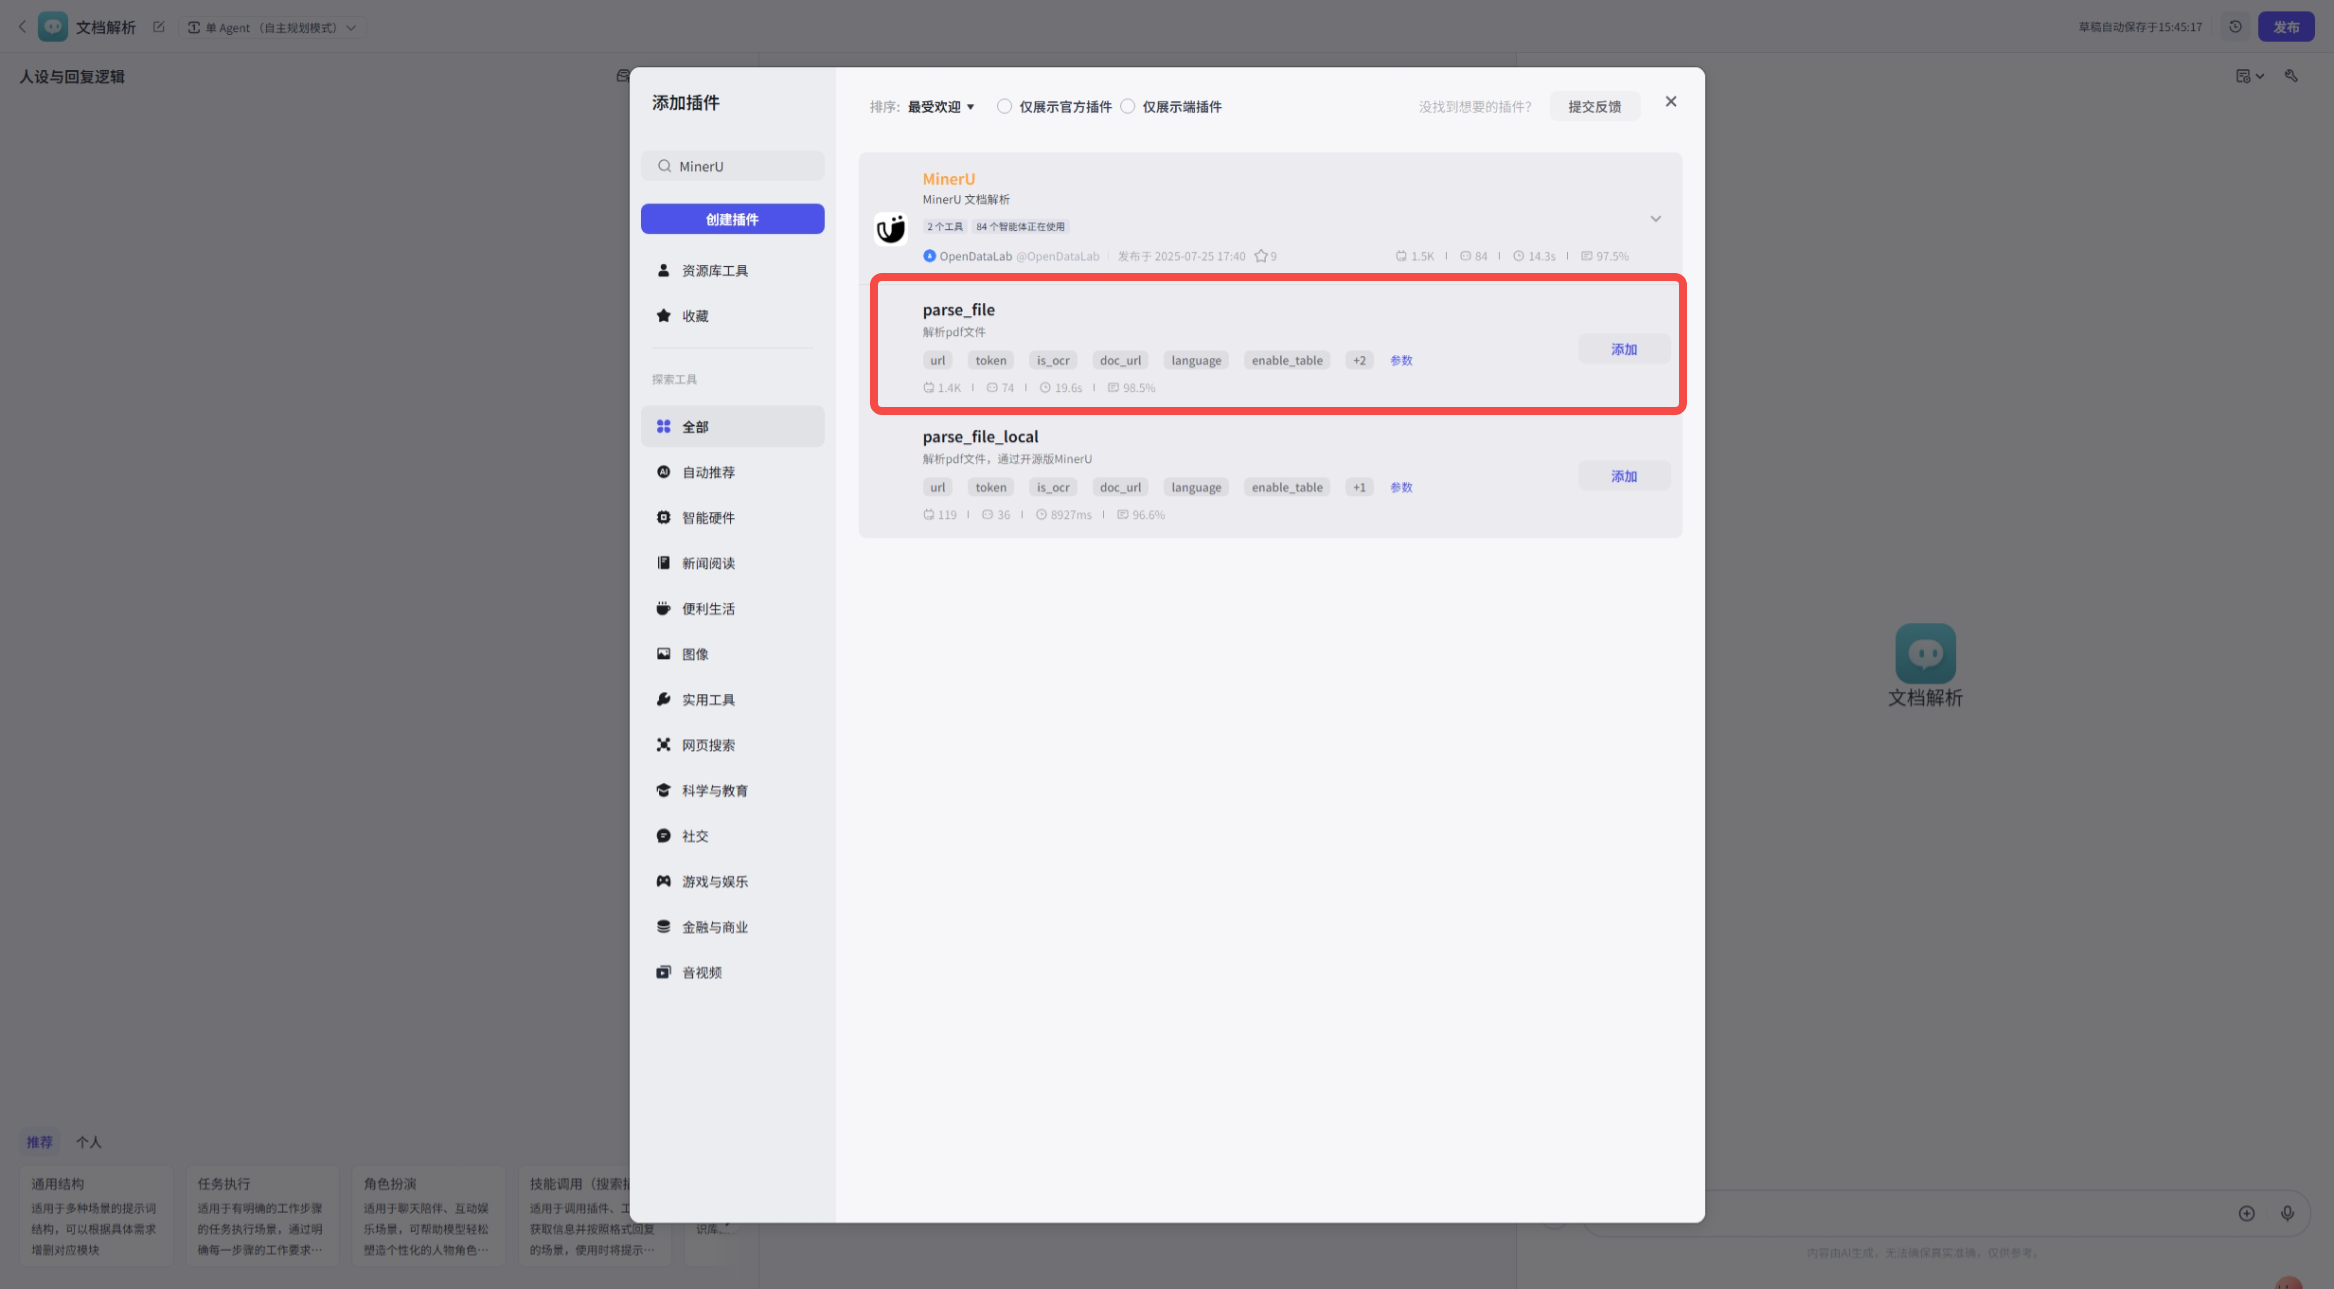 文档解析
单 Agent （自主规划模式）
草稿自动保存于15:45:17
发布
人设与回复逻辑
添加插件
MinerU
创建插件
资源库工具
收藏
探索工具
全部
自动推荐
智能硬件
新闻阅读
便利生活
图像
实用工具
网页搜索
科学与教育
社交
游戏与娱乐
金融与商业
音视频
排序: 最受欢迎
仅展示官方插件
仅展示端插件
没找到想要的插件?
提交反馈
MinerU
MinerU 文档解析
2 个工具
84 个智能体正在使用
OpenDataLab @OpenDataLab 发布于 2025-07-25 17:40 9
1.5K 84 14.3s 97.5%
parse_file
解析pdf文件
url token is_ocr doc_url language enable_table +2 参数
1.4K 74 19.6s 98.5%
添加
parse_file_local
解析pdf文件，通过开源版MinerU
url token is_ocr doc_url language enable_table +1 参数
119 36 8927ms 96.6%
添加
文档解析
推荐 个人
通用结构
适用于多种场景的提示词
结构，可以根据具体需求
增删对应模块
任务执行
适用于有明确的工作步骤
的任务执行场景，通过明
确每一步骤的工作要求…
角色扮演
适用于聊天陪伴、互动娱
乐场景，可帮助模型轻松
塑造个性化的人物角色…
技能调用（搜索
适用于调用插件、工
获取信息并按照格式回复
的场景，使用时将提示…
识库
内容由AI生成，无法确保真实准确，仅供参考。